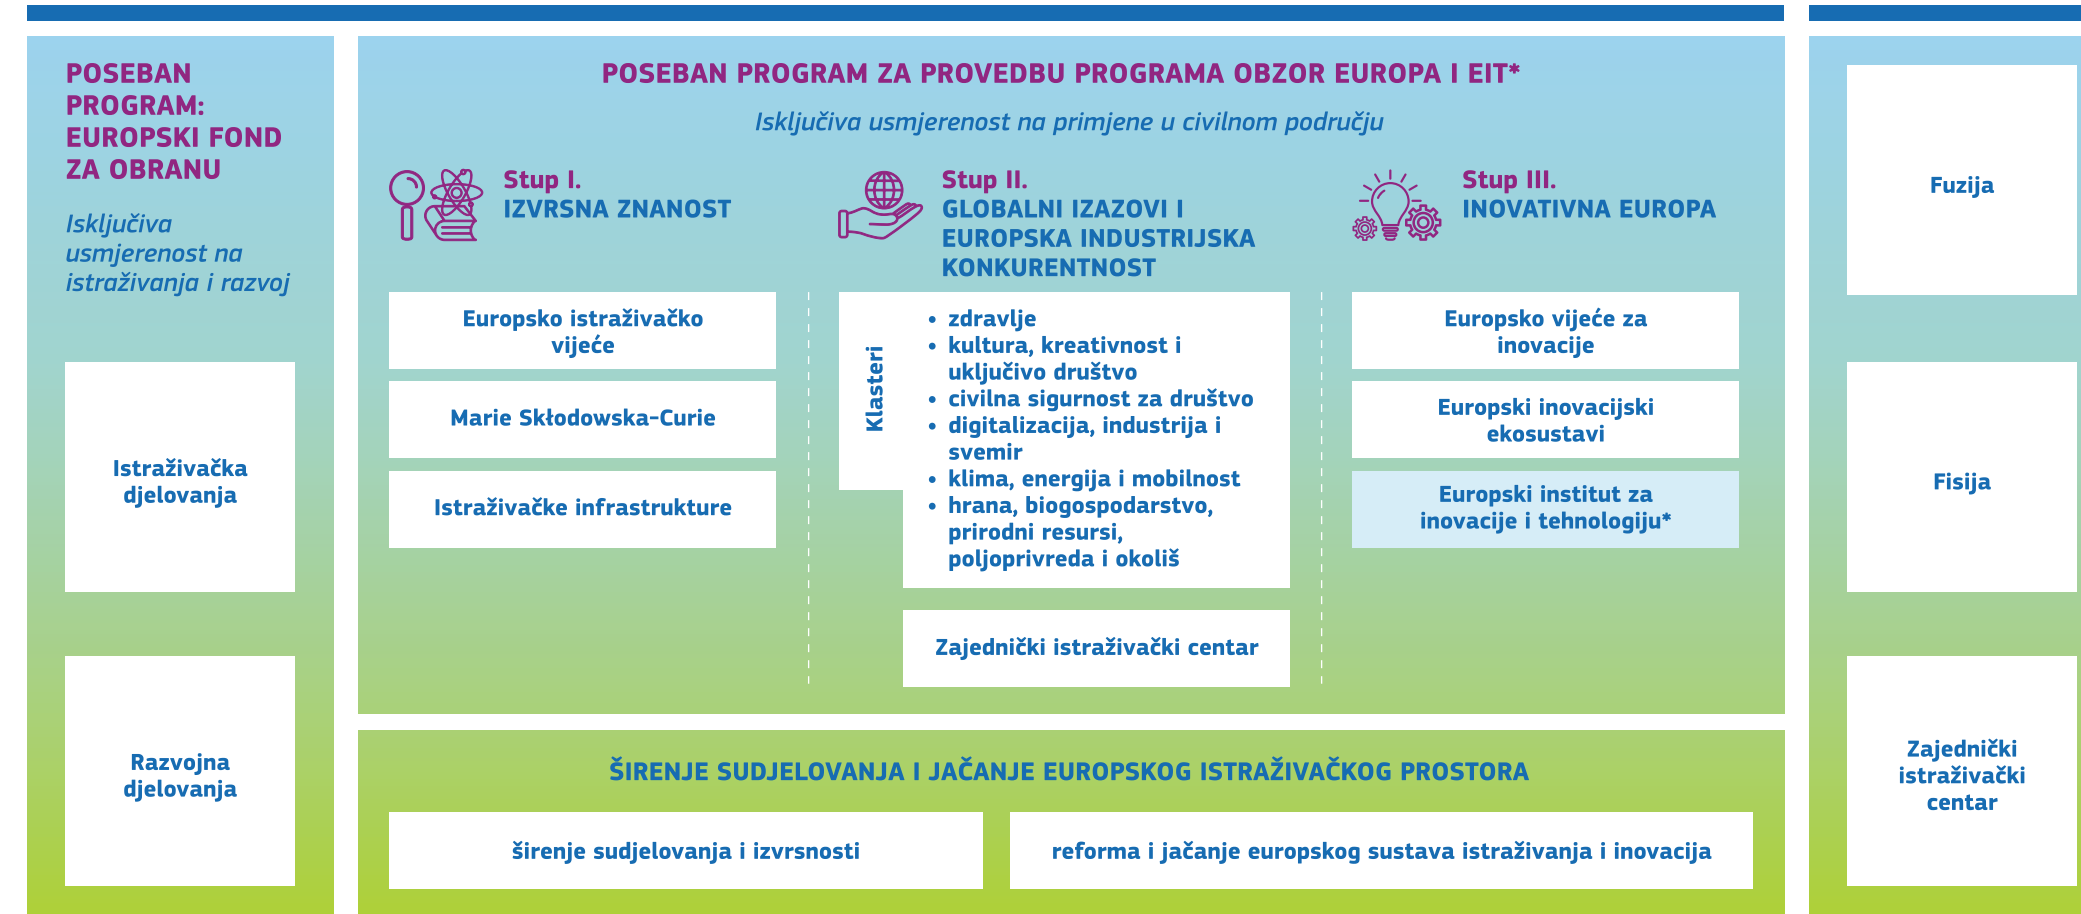 POSEBAN
PROGRAM:
EUROPSKI FOND
ZA OBRANU
Isključiva
usmjerenost na
istraživanja i razvoj
Istraživačka
djelovanja
Razvojna
djelovanja
POSEBAN PROGRAM ZA PROVEDBU PROGRAMA OBZOR EUROPA I EIT*
Isključiva usmjerenost na primjene u civilnom području
Stup I.
IZVRSNA ZNANOST
Europsko istraživačko
vijeće
Marie Skłodowska-Curie
Istraživačke infrastrukture
Stup II.
GLOBALNI IZAZOVI I
EUROPSKA INDUSTRIJSKA
KONKURENTNOST
Klasteri
• zdravlje
• kultura, kreativnost i
uključivo društvo
• civilna sigurnost za društvo
• digitalizacija, industrija i
svemir
• klima, energija i mobilnost
• hrana, biogospodarstvo,
prirodni resursi,
poljoprivreda i okoliš
Zajednički istraživački centar
Stup III.
INOVATIVNA EUROPA
Europsko vijeće za
inovacije
Europski inovacijski
ekosustavi
Europski institut za
inovacije i tehnologiju*
ŠIRENJE SUDJELOVANJA I JAČANJE EUROPSKOG ISTRAŽIVAČKOG PROSTORA
širenje sudjelovanja i izvrsnosti
reforma i jačanje europskog sustava istraživanja i inovacija
Fuzija
Fisija
Zajednički
istraživački
centar